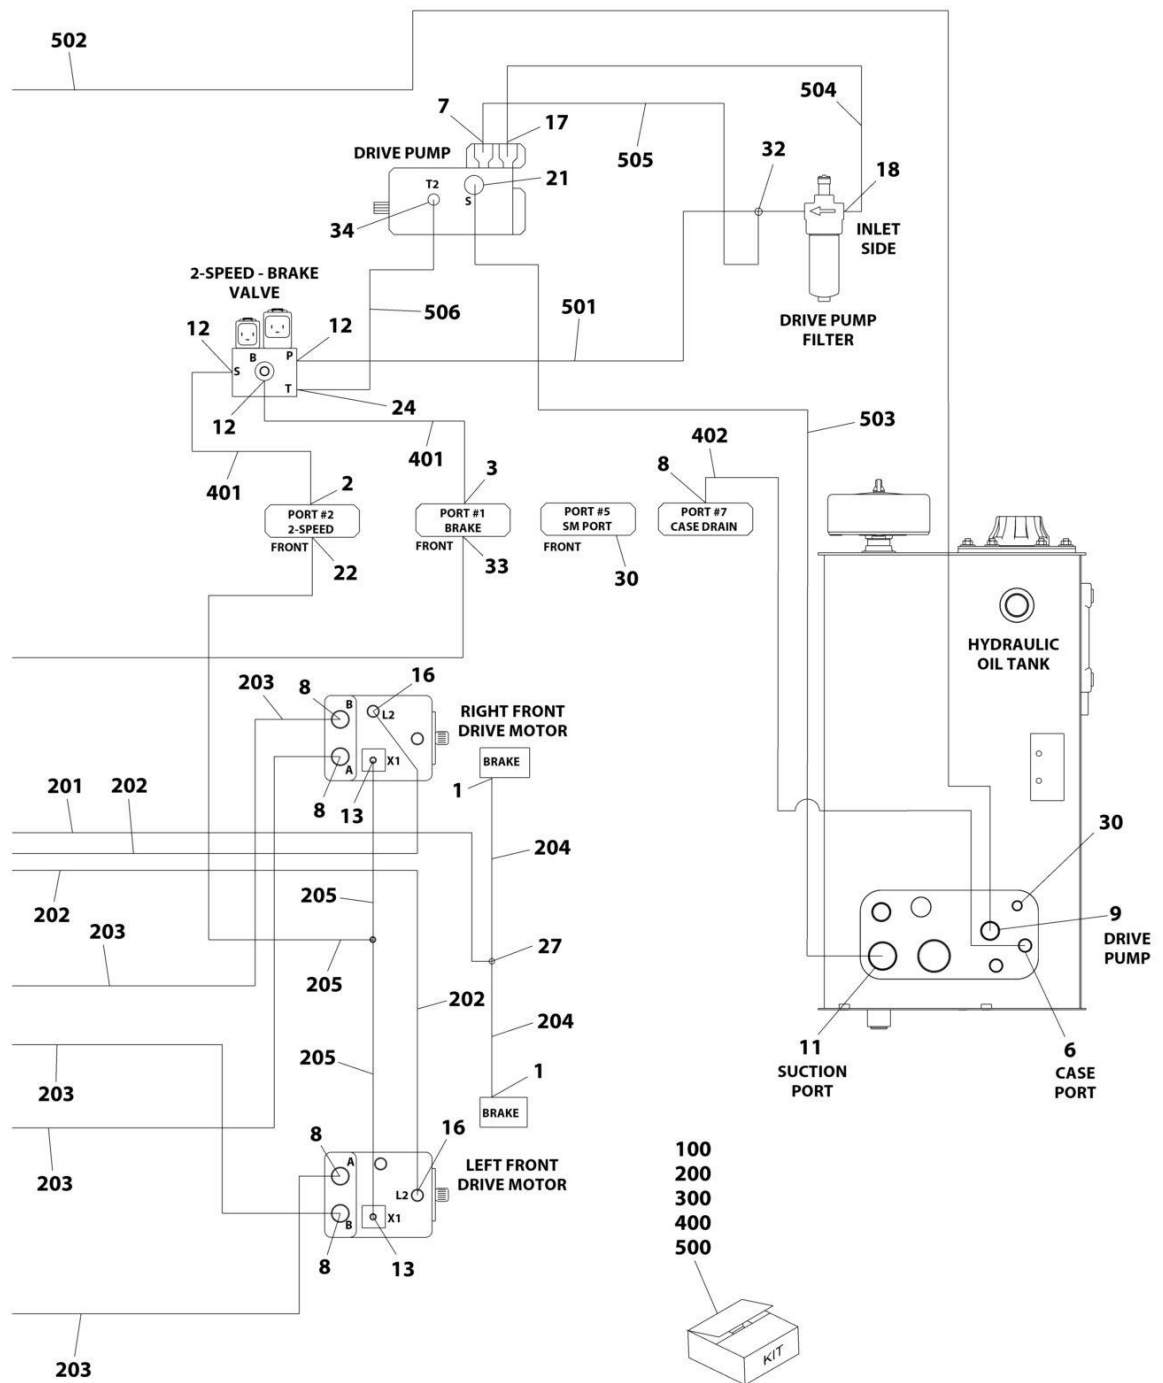 502
504
7
17
505
DRIVE PUMP
32
21
18
T2
S
34
INLET
SIDE
2-SPEED - BRAKE
VALVE
506
501
DRIVE PUMP
FILTER
12
12
B
P
S
T
12
24
503
401
401
402
2
3
8
PORT #2
2-SPEED
PORT #1
BRAKE
PORT #5
SM PORT
PORT #7
CASE DRAIN
FRONT
FRONT
FRONT
22
33
30
HYDRAULIC
OIL TANK
203
8
16
B
L2
RIGHT FRONT
DRIVE MOTOR
A
X1
BRAKE
201
202
8
13
1
30
204
205
202
203
9
DRIVE
PUMP
27
205
202
204
11
SUCTION
PORT
6
CASE
PORT
203
205
1
BRAKE
8
16
A
L2
LEFT FRONT
DRIVE MOTOR
203
B
X1
8
13
100
200
300
400
500
KIT
203